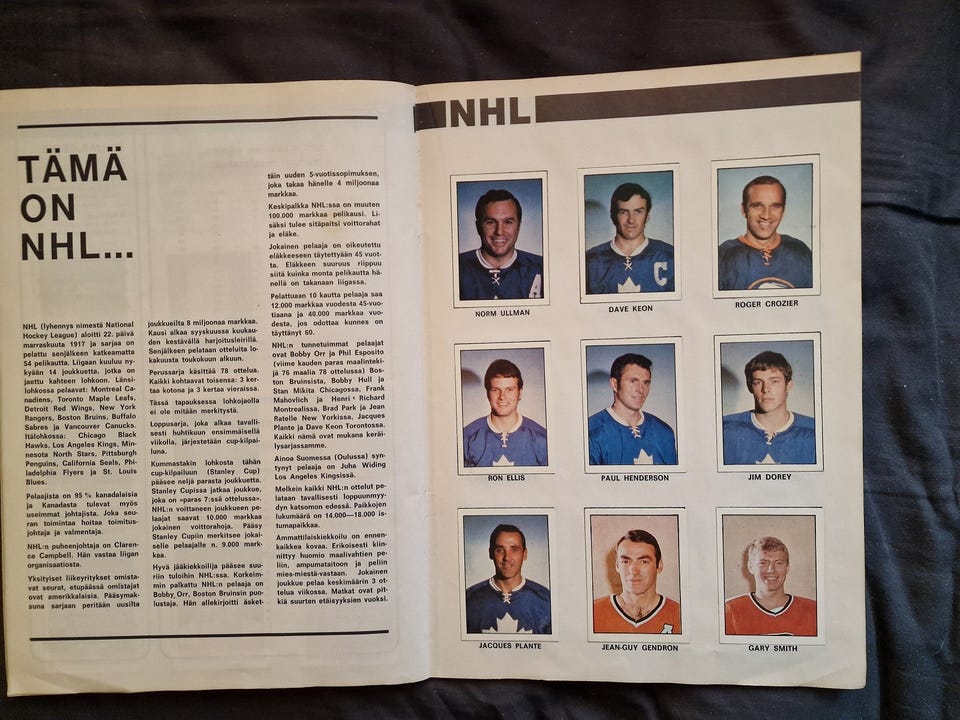 TÄMÄ
ON
NHL...
NHL (lyhennys nimestä National
Hockey League) aloitti 22. päivä
marraskuuta 1917 ja sarjaa on
pelattu senjälkeen katkeamatta
54 pelikautta. Liigaan kuuluu ny-
kyään 14 joukkuetta, jotka on
jaettu kahteen lohkoon. Länsi-
lohkossa pelaavat: Montreal Ca-
nadiens, Toronto Maple Leafs,
Detroit Red Wings, New York
Rangers, Boston Bruins, Buffalo
Sabres ja Vancouver Canucks.
Itälohkossa: Chicago Black
Hawks, Los Angeles Kings, Min-
nesota North Stars, Pittsburgh
Penguins, California Seals, Phi-
ladelphia Flyers ja St. Louis
Blues.
Pelaajista on 95 % kanadalaisia
ja Kanadasta tulevat myös
useimmat johtajista. Joka seu-
ran toimintaa hoitaa toimitus-
johtaja ja valmentaja.
NHL:n puheenjohtaja on Claren-
ce Campbell. Hän vastaa liigan
organisaatiosta.
Yksityiset liikeyritykset omista-
vat seurat, etupäässä omistajat
ovat amerikkalaisia. Pääsymak-
suna sarjaan peritään uusilta
joukkueilta 8 miljoonaa markkaa.
Kausi alkaa syyskuussa kuukau-
den kestävällä harjoitusleirillä.
Senjälkeen pelataan otteluita lo-
kakuusta toukokuun alkuun.
Perussarja käsittää 78 ottelua.
Kaikki kohtaavat toisensa: 3 ker-
taa kotona ja 3 kertaa vieraissa.
Tässä tapauksessa lohkojaolla
ei ole mitään merkitystä.
Loppusarja, joka alkaa tavalli-
sesti huhtikuun ensimmäisellä
viikolla, järjestetään cup-kilpai-
luna.
Kummastakin lohkosta tähän
cup-kilpailuun (Stanley Cup)
pääsee neljä parasta joukkuetta.
Stanley Cupissa jatkaa joukkue,
joka on »paras 7:ssä ottelussa».
NHL:n voittaneen joukkueen pe-
laajat saavat 10.000 markkaa
jokainen voittorahoja. Pääsy
Stanley Cupiin merkitsee jokai-
selle pelaajalle n. 9.000 mark-
kaa.
Hyvä jääkiekkoilija pääsee suu-
riin tuloihin NHL:ssa. Korkeim-
min palkattu NHL:n pelaaja on
Bobby Orr, Boston Bruinsin puo-
lustaja. Hän allekirjoitti äsket-
täin uuden 5-vuotissopimuksen,
joka takaa hänelle 4 miljoonaa
markkaa.
Keskipalkka NHL:ssa on muuten
100.000 markkaa pelikausi. Li-
säksi tulee sitäpaitsi voittorahat
ja eläke.
Jokainen pelaaja on oikeutettu
eläkkeeseen täytettyään 45 vuot-
ta. Eläkkeen suuruus riippuu
siitä kuinka monta pelikautta hä-
nellä on takanaan liigassa.
Pelattuaan 10 kautta pelaaja saa
12.000 markkaa vuodesta 45-vuo-
tiaana ja 40.000 markkaa vuo-
desta, jos odottaa kunnes on
täyttänyt 60.
NHL:n tunnetuimmat pelaajat
ovat Bobby Orr ja Phil Esposito
(viime kauden paras maalinteki-
jä 76 maalia 78 ottelussa) Bos-
ton Bruinsista, Bobby Hull ja
Stan Mikita Chicagossa, Frank
Mahovlich ja Henri Richard
Montrealissa, Brad Park ja Jean
Ratelle New Yorkissa, Jacques
Plante ja Dave Keon Torontossa.
Kaikki nämä ovat mukana keräi-
lysarjassamme.
Ainoa Suomessa (Oulussa) syn-
tynyt pelaaja on Juha Widing
Los Angeles Kingsissä.
Melkein kaikki NHL:n ottelut pe-
lataan tavallisesti loppuunmyy-
dyn katsomon edessä. Paikkojen
lukumäärä on 14.000—18.000 is-
tumapaikkaa.
Ammattilaiskiekkoilu on ennen-
kaikkea kovaa. Erikoisesti kiin-
nittyy huomio maalivahtien pe-
liin, ampumataitoon ja peliin
mies-miestä-vastaan. Jokainen
joukkue pelaa keskimäärin 3 ot-
telua viikossa. Matkat ovat pit-
kiä suurten etäisyyksien vuoksi.
NHL
A
C
NORM ULLMAN
DAVE KEON
ROGER CROZIER
RON ELLIS
PAUL HENDERSON
JIM DOREY
A
JACQUES PLANTE
JEAN-GUY GENDRON
GARY SMITH